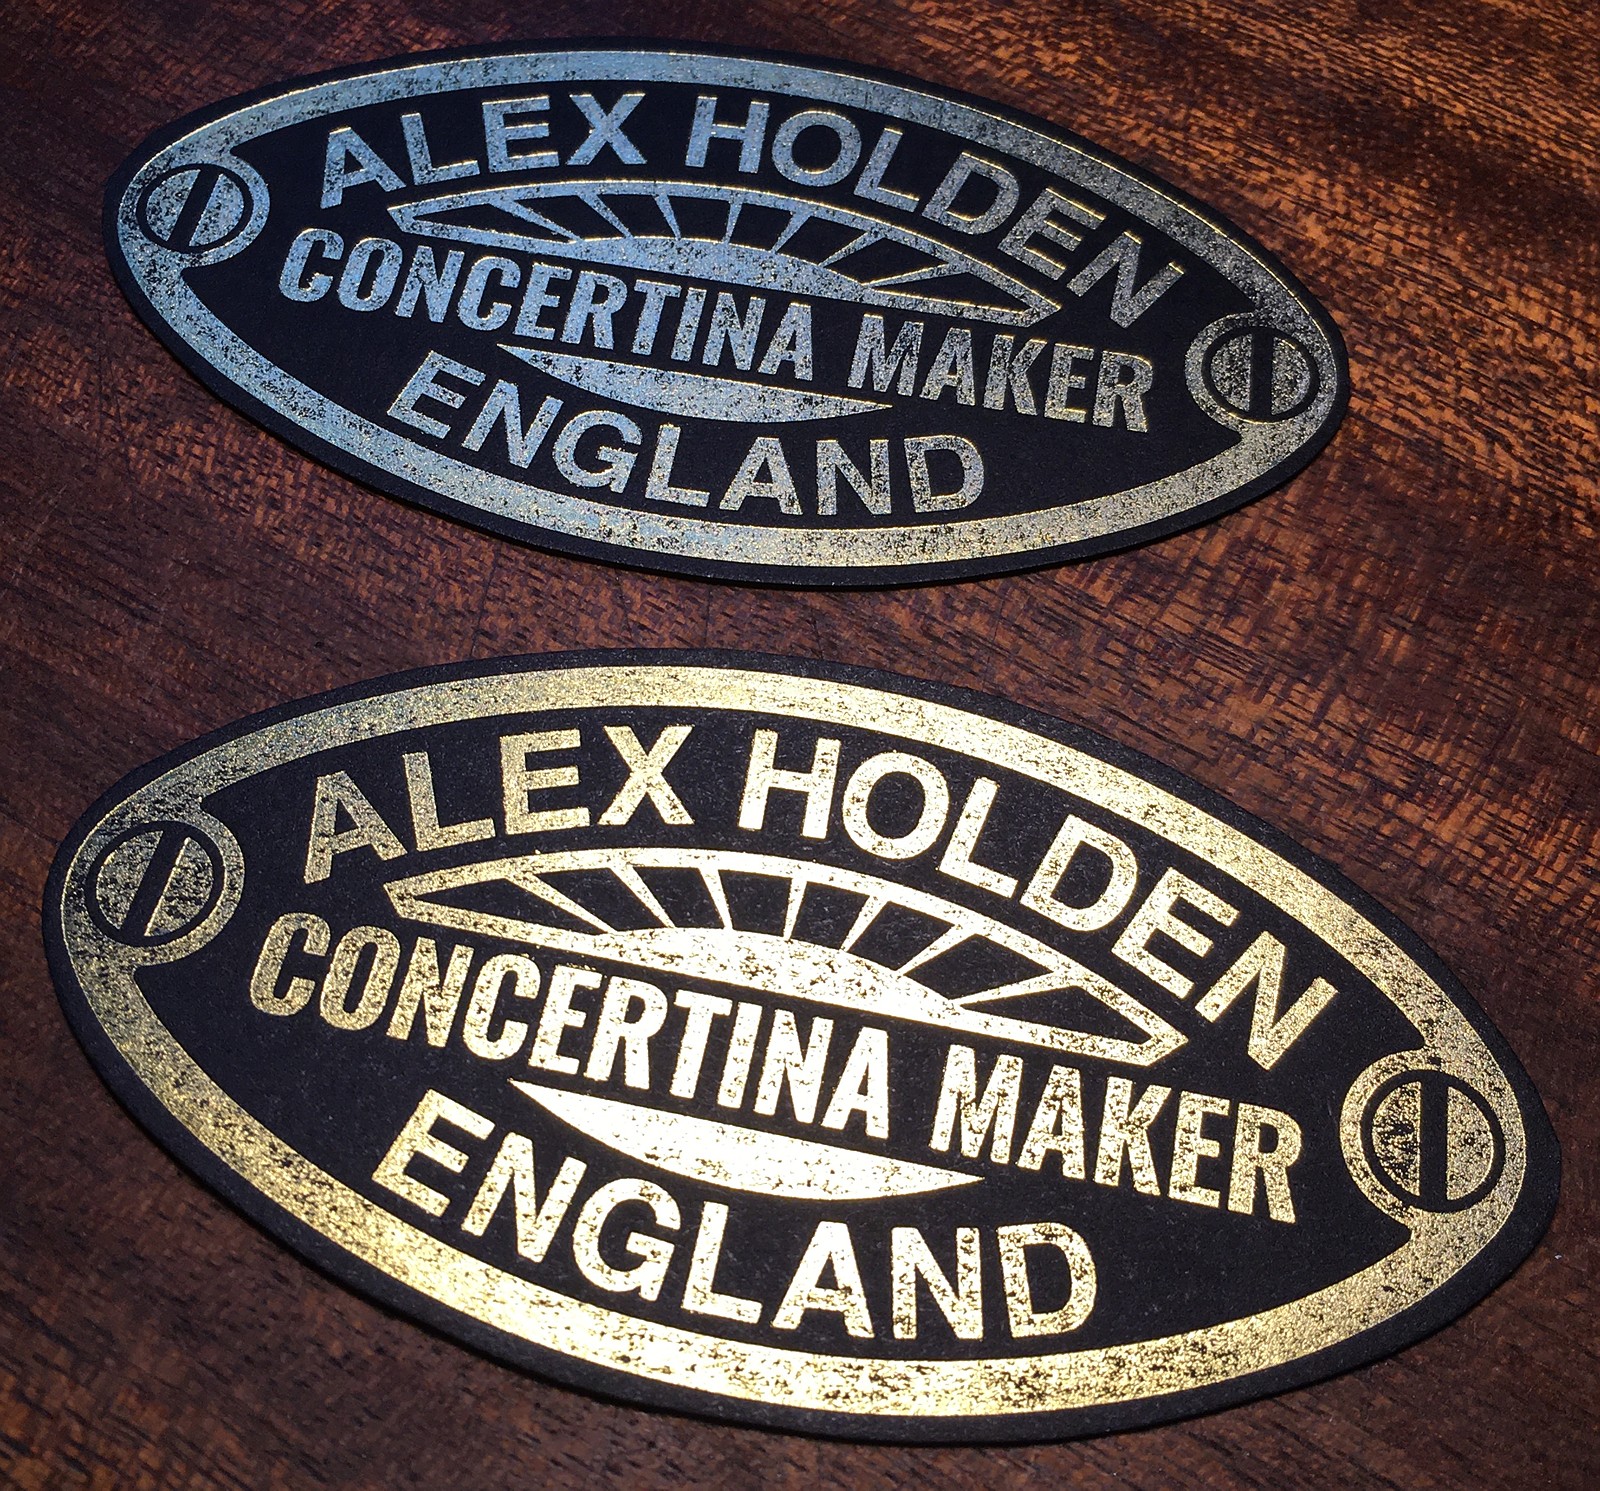 ALEX HOLDEN
CONCERTINA MAKER
ENGLAND
ALEX HOLDEN
CONCERTINA MAKER
ENGLAND